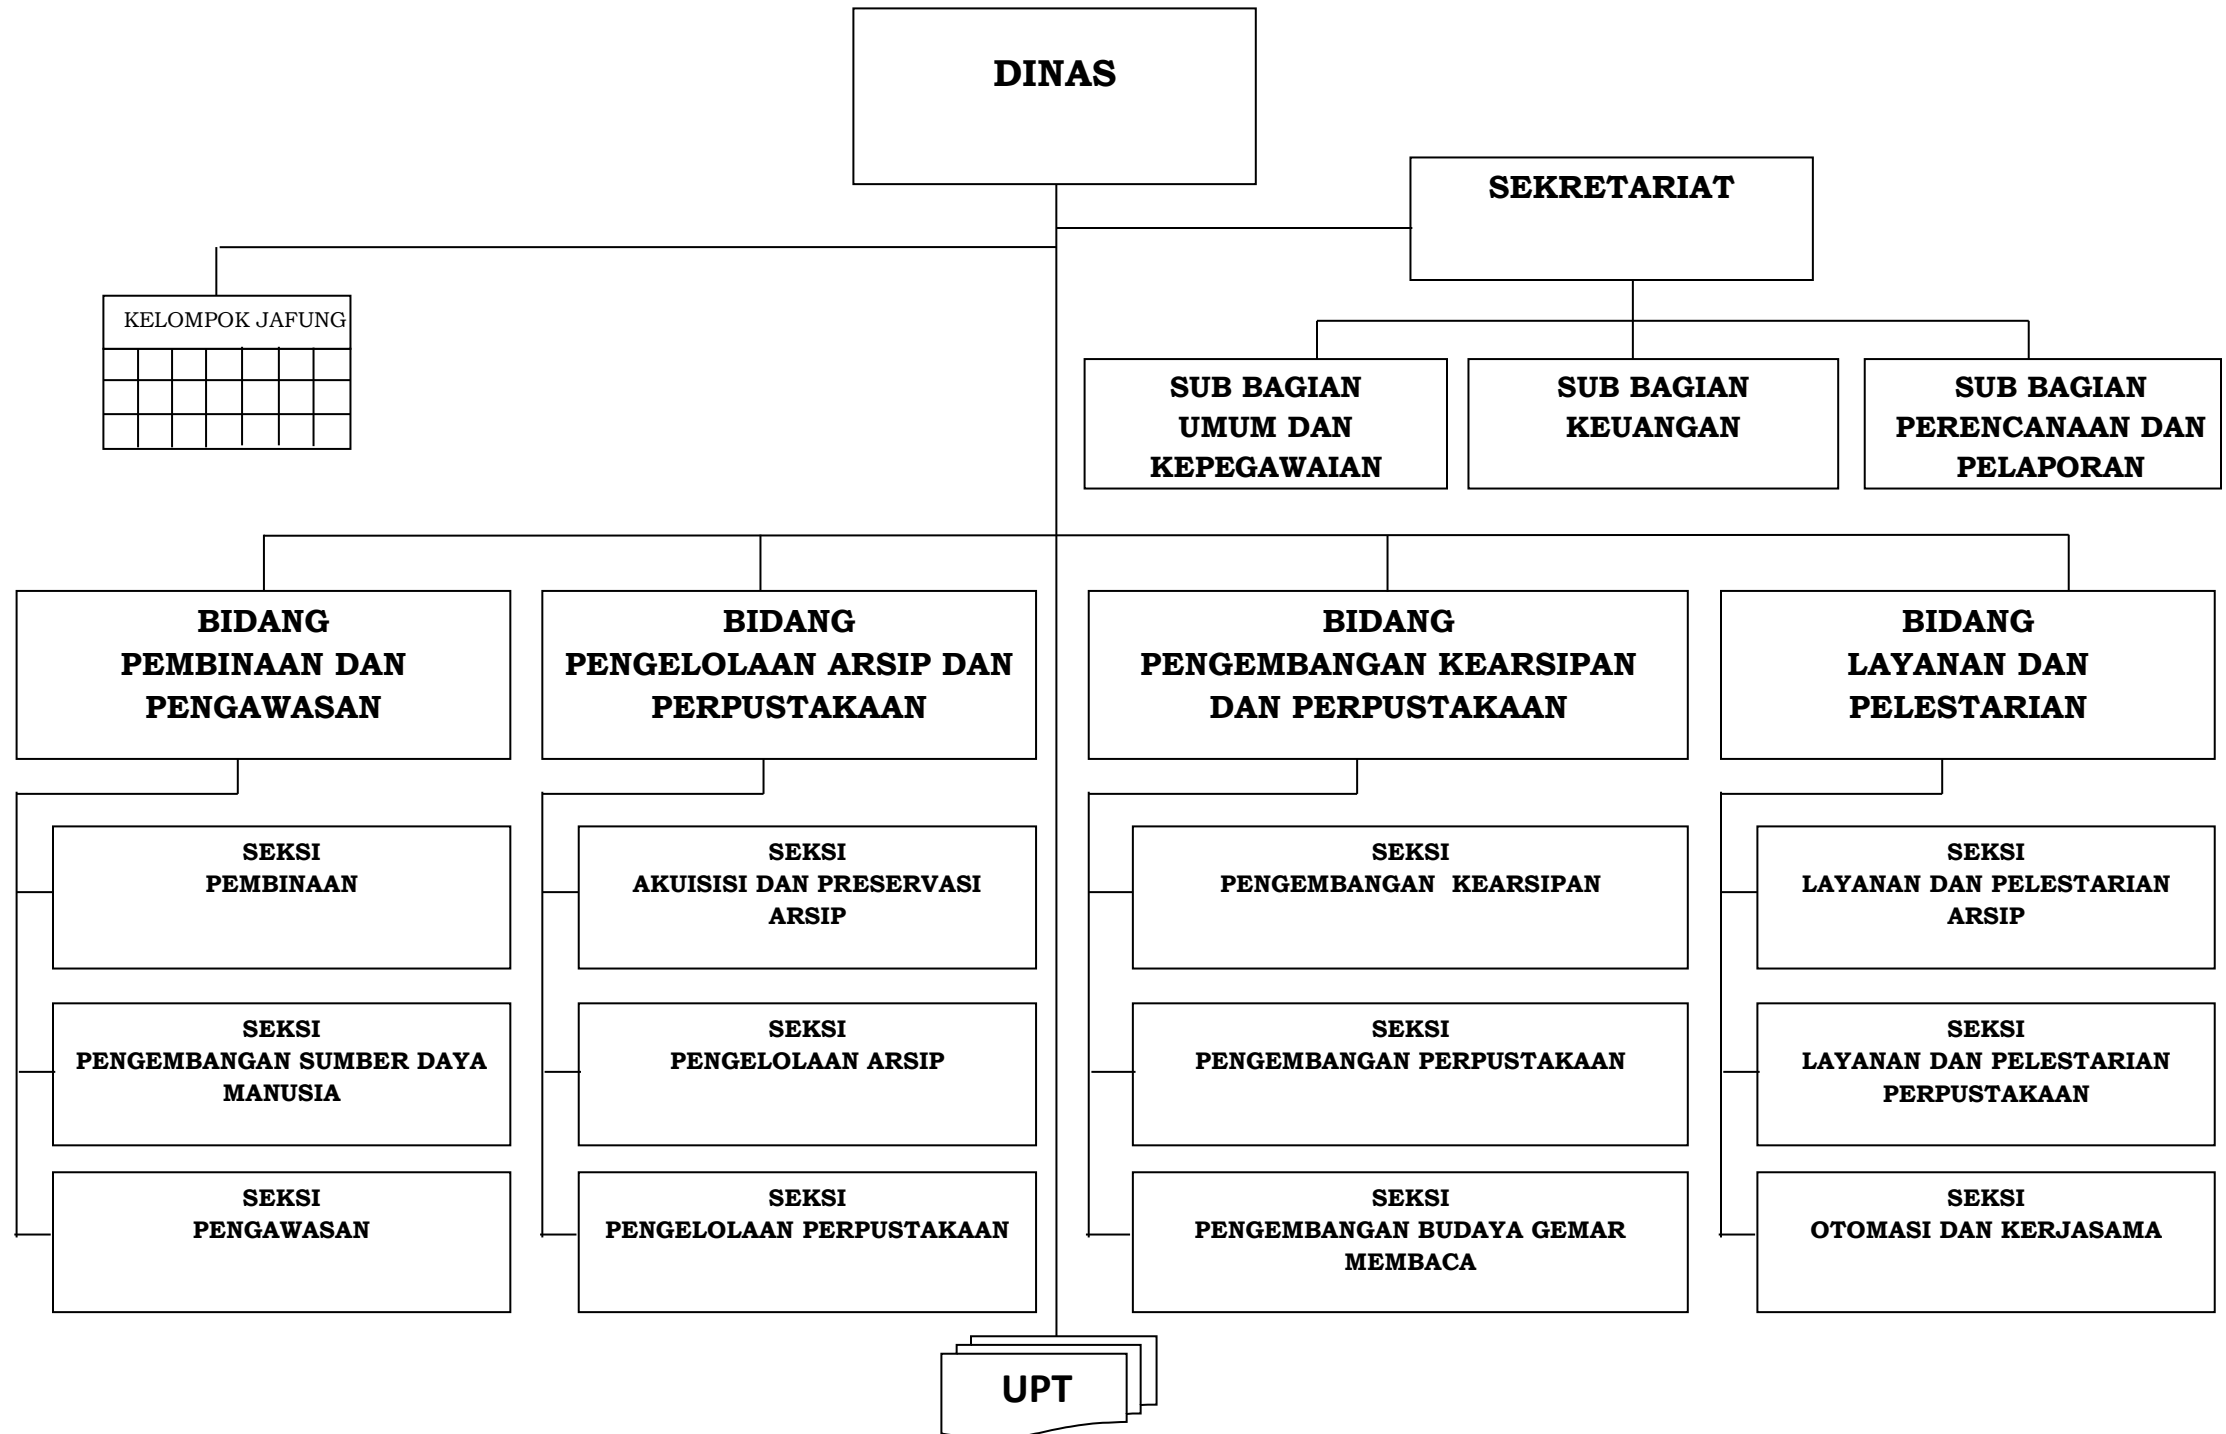 DINAS
SEKRETARIAT
KELOMPOK JAFUNG
SUB BAGIAN
UMUM DAN
KEPEGAWAIAN
SUB BAGIAN
KEUANGAN
SUB BAGIAN
PERENCANAAN DAN
PELAPORAN
BIDANG
PEMBINAAN DAN
PENGAWASAN
BIDANG
PENGELOLAAN ARSIP DAN
PERPUSTAKAAN
BIDANG
PENGEMBANGAN KEARSIPAN
DAN PERPUSTAKAAN
BIDANG
LAYANAN DAN
PELESTARIAN
SEKSI
PEMBINAAN
SEKSI
AKUISISI DAN PRESERVASI
ARSIP
SEKSI
PENGEMBANGAN  KEARSIPAN
SEKSI
LAYANAN DAN PELESTARIAN
ARSIP
SEKSI
PENGEMBANGAN SUMBER DAYA
MANUSIA
SEKSI
PENGELOLAAN ARSIP
SEKSI
PENGEMBANGAN PERPUSTAKAAN
SEKSI
LAYANAN DAN PELESTARIAN
PERPUSTAKAAN
SEKSI
PENGAWASAN
SEKSI
PENGELOLAAN PERPUSTAKAAN
SEKSI
PENGEMBANGAN BUDAYA GEMAR
MEMBACA
SEKSI
OTOMASI DAN KERJASAMA
UPT